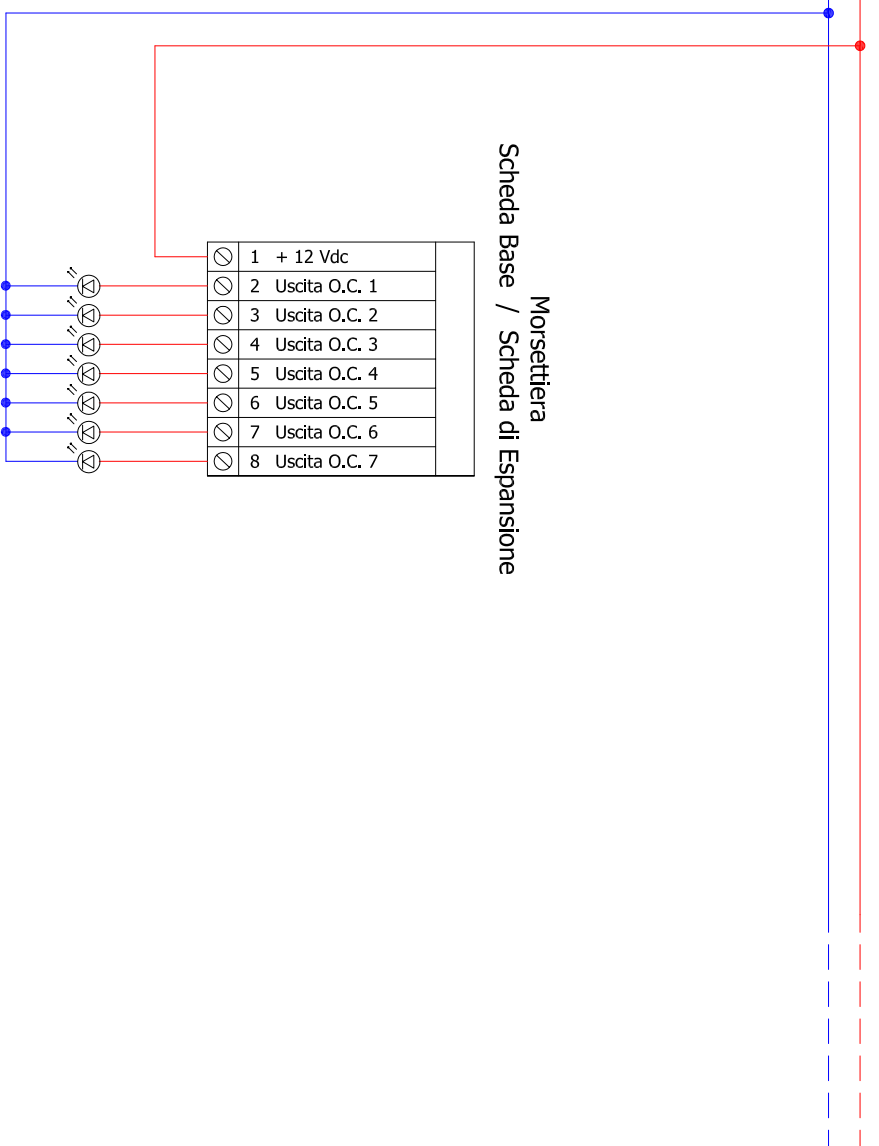 Morsettiera
Scheda Base / Scheda di Espansione
1 + 12 Vdc
2 Uscita O.C. 1
3 Uscita O.C. 2
4 Uscita O.C. 3
5 Uscita O.C. 4
6 Uscita O.C. 5
7 Uscita O.C. 6
8 Uscita O.C. 7